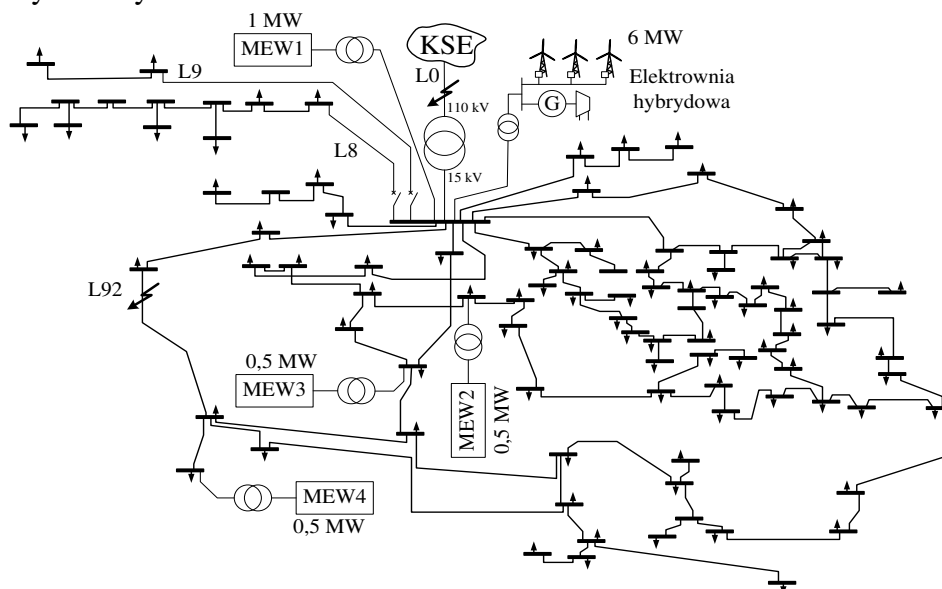 1 MW
MEW1
KSE
6 MW
L9
L0
Elektrownia
hybrydowa
G
110 kV
L8
15 kV
L92
0,5 MW
MEW3
MEW2
0,5 MW
MEW4
0,5 MW